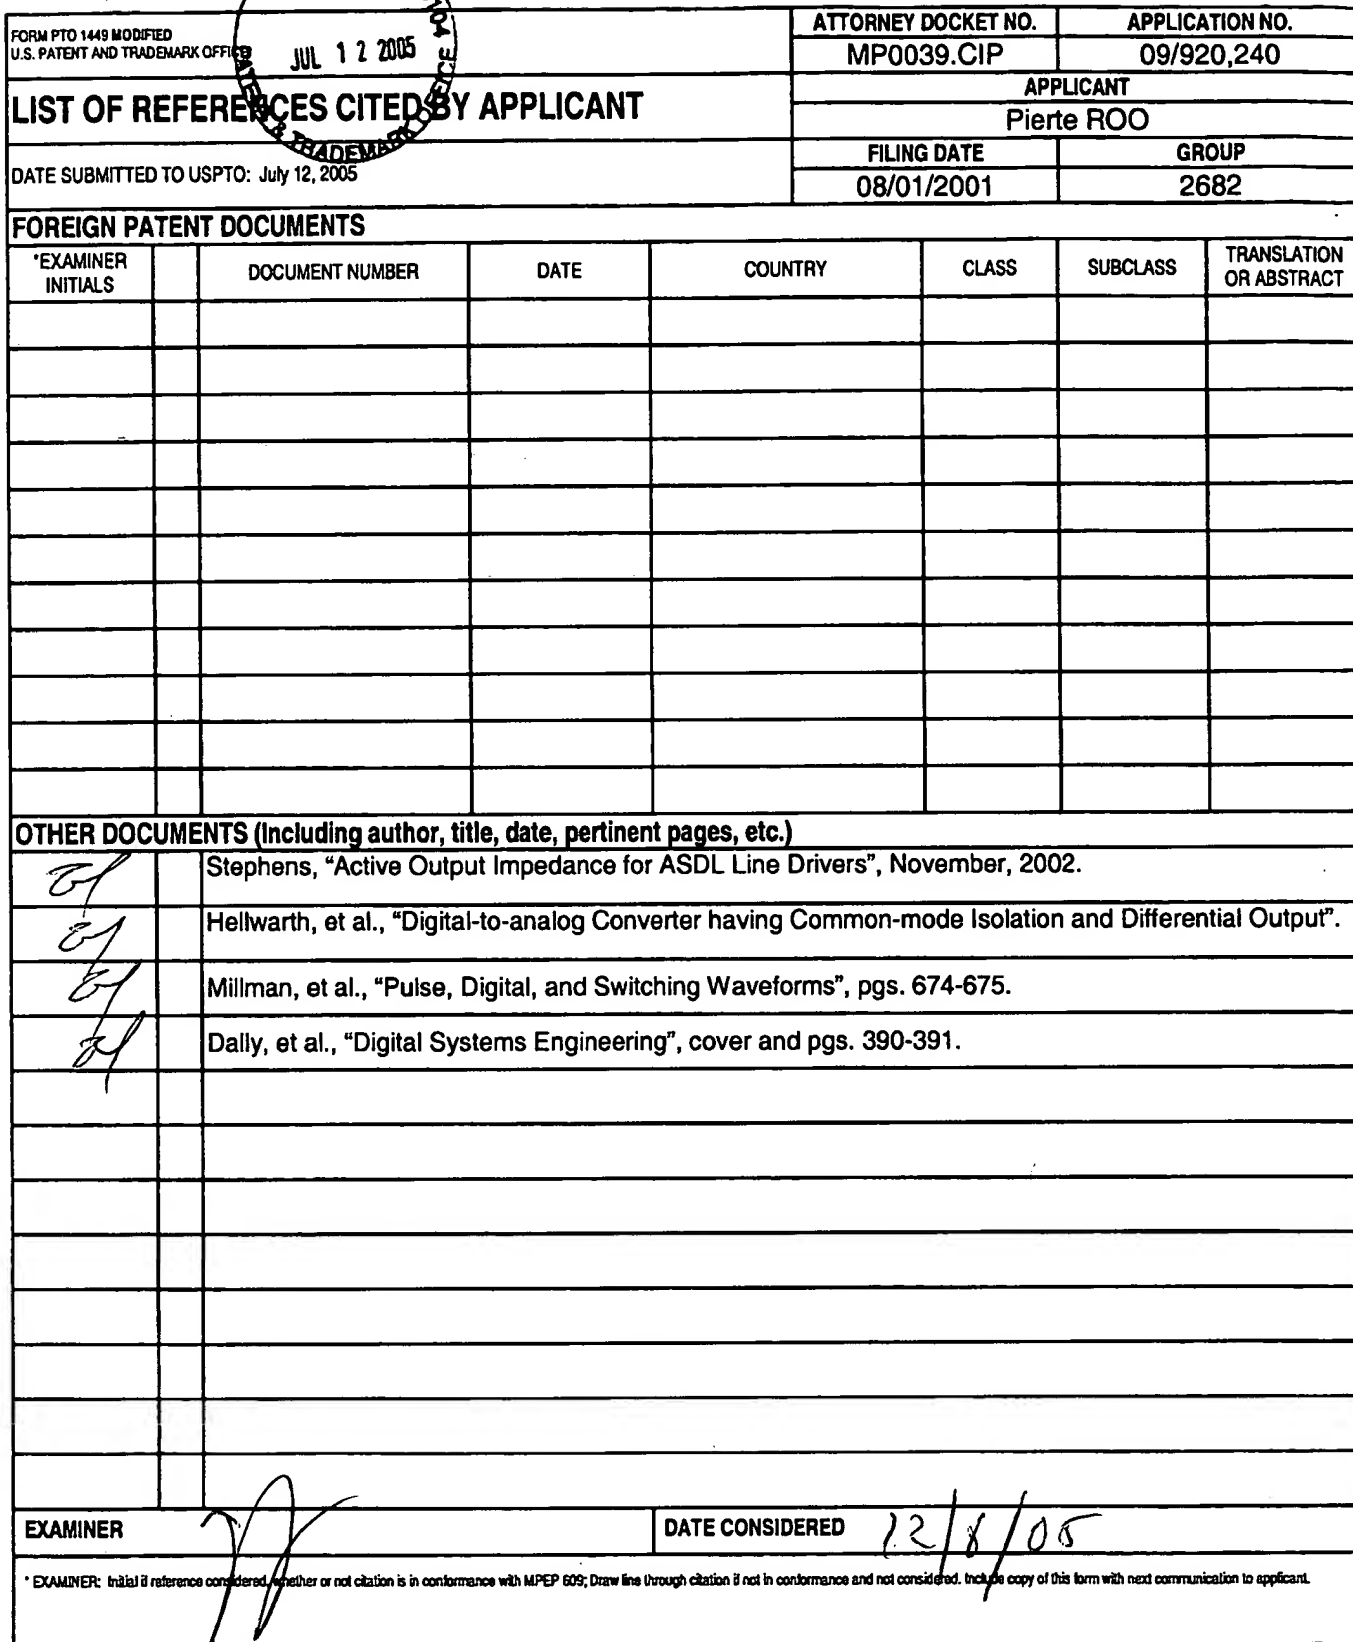 FORM PTO 1449 MODIFIED
U.S. PATENT AND TRADEMARK OFFICE
JUL 12 2005
& TRADEMARK OFFICE
ATTORNEY DOCKET NO.
APPLICATION NO.
MP0039.CIP
09/920,240
LIST OF REFERENCES CITED BY APPLICANT
APPLICANT
Pierte ROO
DATE SUBMITTED TO USPTO: July 12, 2005
FILING DATE
GROUP
08/01/2001
2682
FOREIGN PATENT DOCUMENTS
*EXAMINER INITIALS
DOCUMENT NUMBER
DATE
COUNTRY
CLASS
SUBCLASS
TRANSLATION OR ABSTRACT
OTHER DOCUMENTS (Including author, title, date, pertinent pages, etc.)
Stephens, “Active Output Impedance for ASDL Line Drivers”, November, 2002.
Hellwarth, et al., “Digital-to-analog Converter having Common-mode Isolation and Differential Output”.
Millman, et al., “Pulse, Digital, and Switching Waveforms”, pgs. 674-675.
Dally, et al., “Digital Systems Engineering”, cover and pgs. 390-391.
EXAMINER
DATE CONSIDERED 12/8/05
* EXAMINER: Initial if reference considered, whether or not citation is in conformance with MPEP 609; Draw line through citation if not in conformance and not considered. Include copy of this form with next communication to applicant.